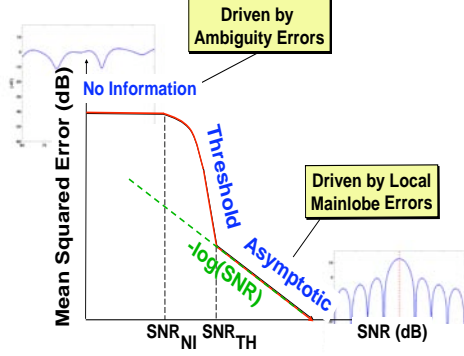 Driven by
Ambiguity Errors
No Information
Threshold
Driven by Local
Mainlobe Errors
Asymptotic
-log(SNR)
Mean Squared Error (dB)
SNR_NI
SNR_TH
SNR (dB)